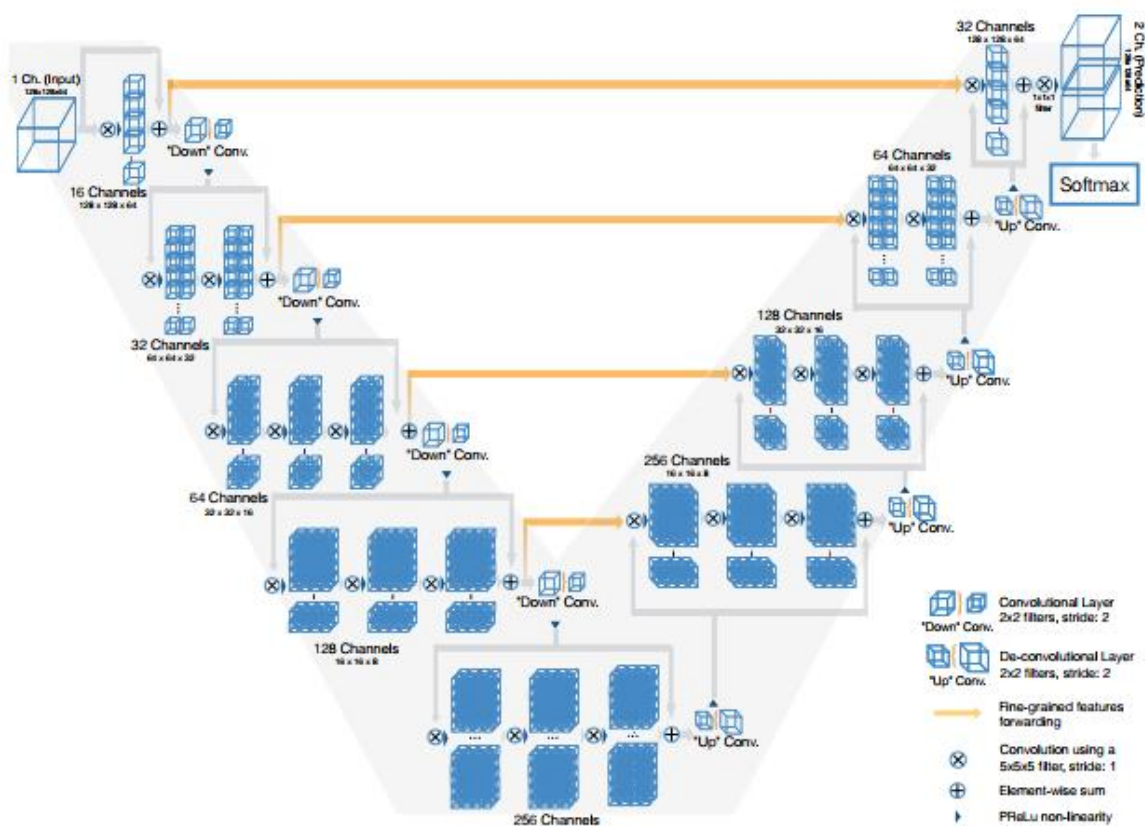 1 Ch. (Input)
128x128x64
"Down" Conv.
16 Channels
128 x 128 x 64
"Down" Conv.
32 Channels
64 x 64 x 32
"Down" Conv.
64 Channels
32 x 32 x 16
"Down" Conv.
128 Channels
16 x 16 x 8
256 Channels
"Up" Conv.
256 Channels
16 x 16 x 8
"Up" Conv.
128 Channels
32 x 32 x 16
"Up" Conv.
64 Channels
64 x 64 x 32
"Up" Conv.
32 Channels
128 x 128 x 64
1x1x1
filter
2 Ch. (Prediction)
Softmax
"Down" Conv.
Convolutional Layer
2x2 filters, stride: 2
"Up" Conv.
De-convolutional Layer
2x2 filters, stride: 2
Fine-grained features
forwarding
Convolution using a
5x5x5 filter, stride: 1
Element-wise sum
PReLu non-linearity